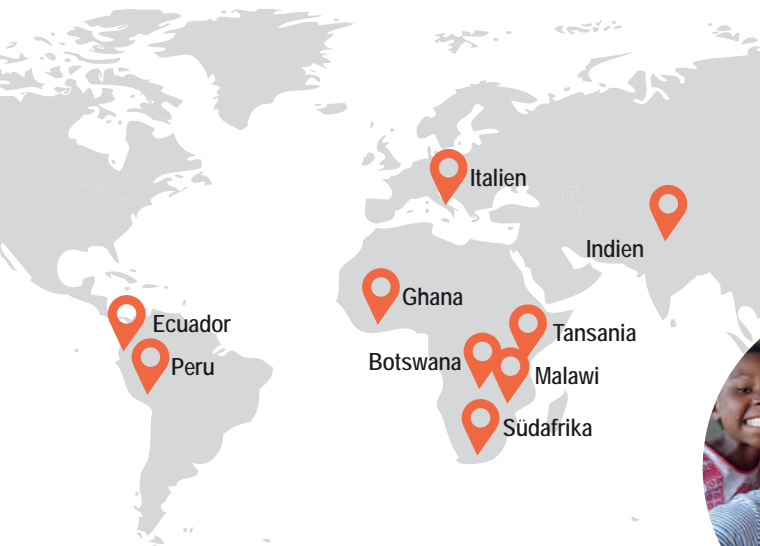 Italien
Indien
Ghana
Ecuador
Tansania
Botswana
Peru
Malawi
Südafrika